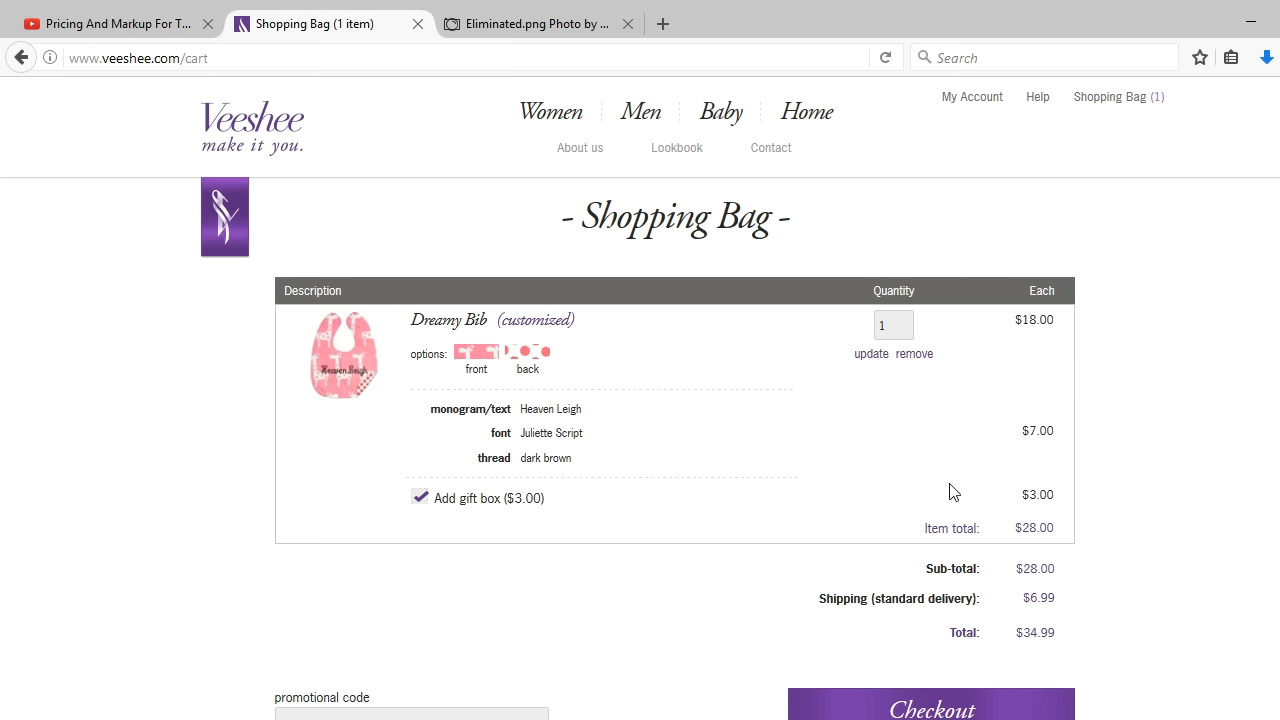 Pricing And Markup For T...
Shopping Bag (1 item)
Eliminated.png Photo by ...
www.veeshee.com/cart
Search
My Account Help Shopping Bag (1)
Veeshee
make it you.
Women Men Baby Home
About us Lookbook Contact
- Shopping Bag -
Description Quantity Each
Dreamy Bib (customized) 1 $18.00
options:
update remove
front back
Heaven Leigh
monogram/text Heaven Leigh
font Juliette Script $7.00
thread dark brown
Add gift box ($3.00) $3.00
Item total: $28.00
Sub-total: $28.00
Shipping (standard delivery): $6.99
Total: $34.99
promotional code
Checkout